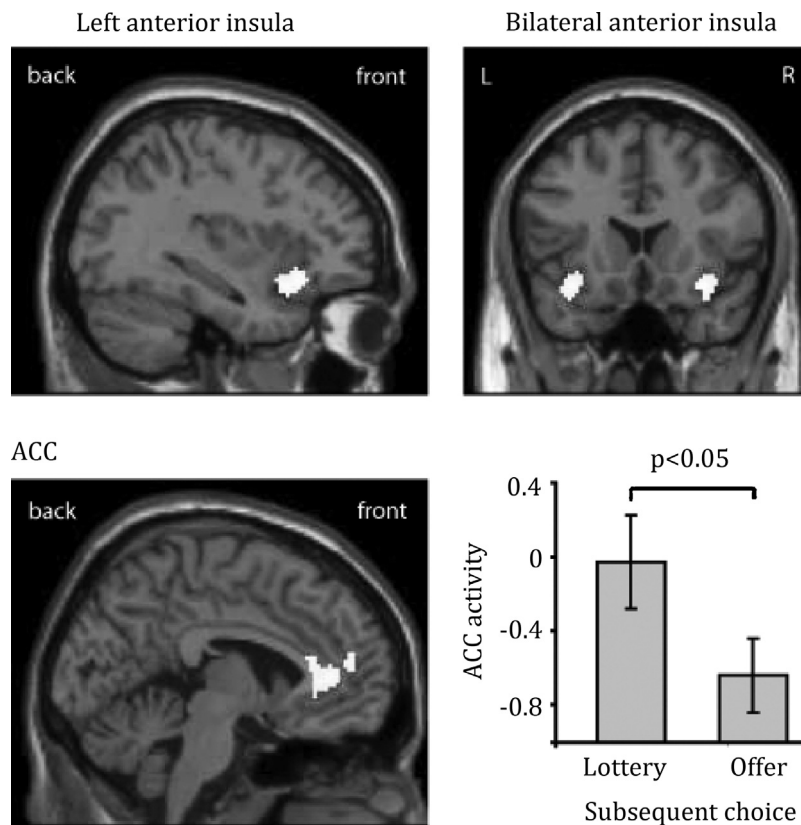 Left anterior insula
Bilateral anterior insula
back
front
L
R
ACC
back
front
p<0.05
0.4
0
-0.4
-0.8
ACC activity
Lottery
Offer
Subsequent choice